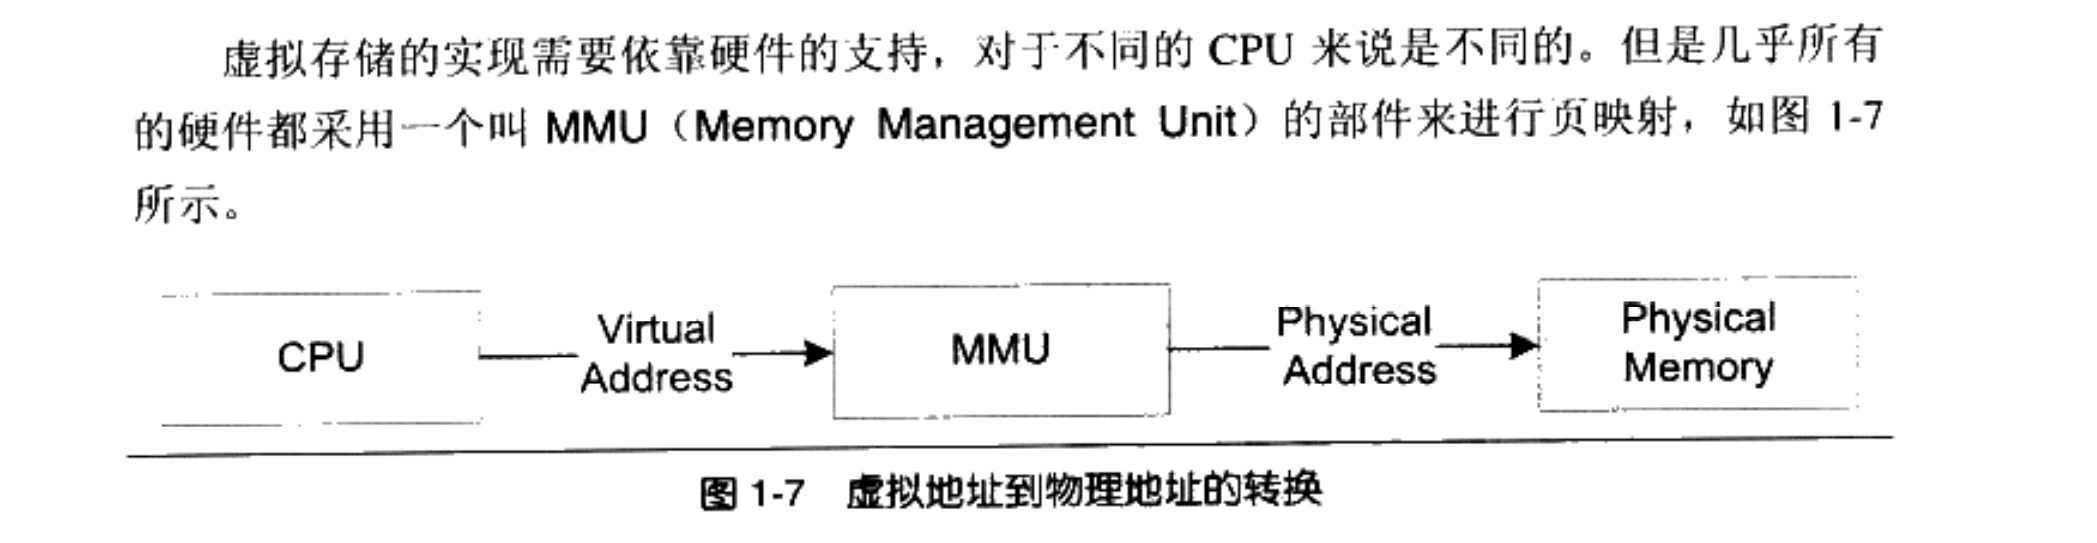 虚拟存储的实现需要依靠硬件的支持，对于不同的 CPU 来说是不同的。但是几乎所有
的硬件都采用一个叫 MMU（Memory Management Unit）的部件来进行页映射，如图 1-7
所示。
CPU
Virtual
Address
MMU
Physical
Address
Physical
Memory
图 1-7 虚拟地址到物理地址的转换